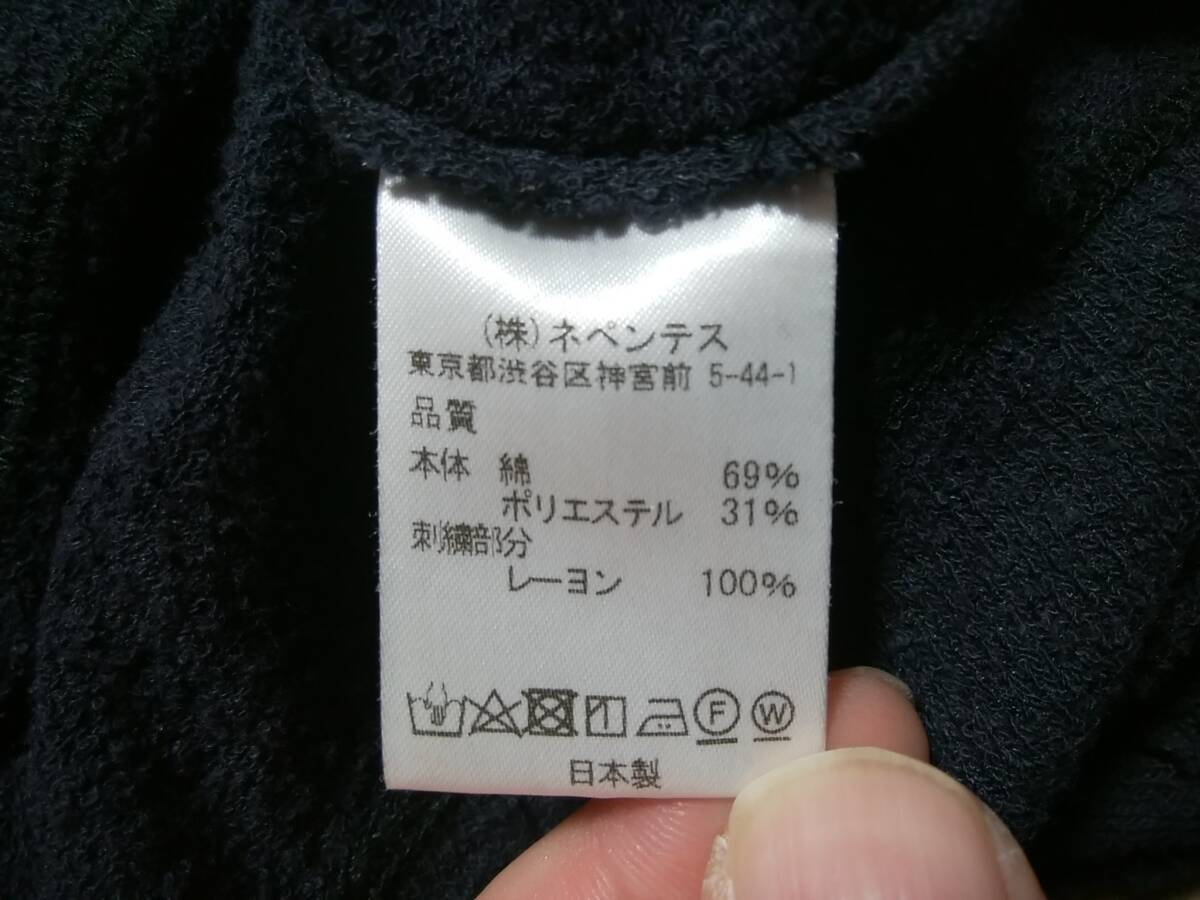 (株)ネペンテス
東京都渋谷区神宮前 5-44-1
品質
本体 綿 69%
ポリエステル 31%
刺繍部分
レーヨン 100%
F W
日本製